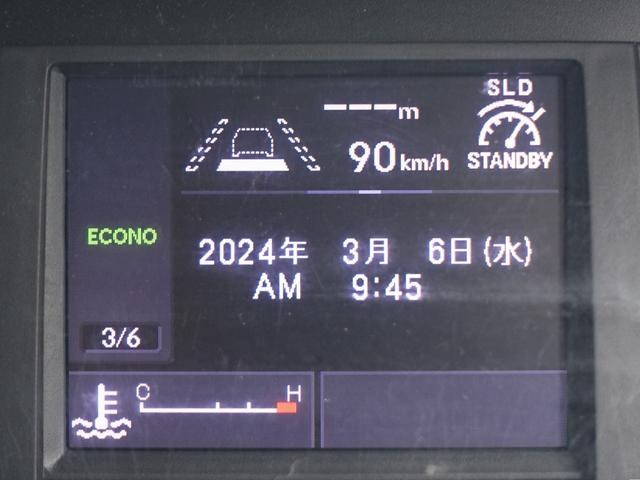 SLD
---m
90km/h
STANDBY
ECONO
2024年 3月 6日(水)
AM 9:45
3/6
C H